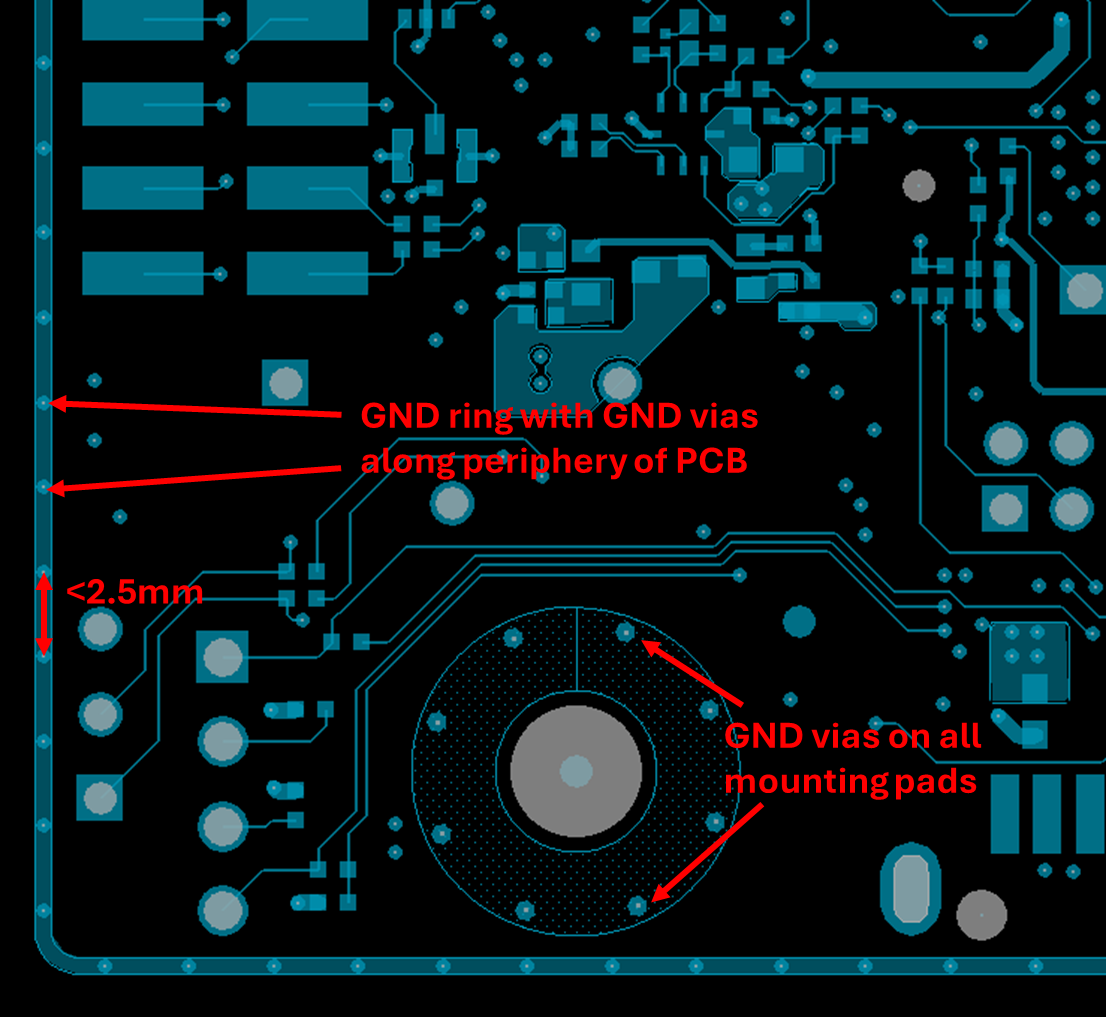 GND ring with GND vias
along periphery of PCB
<2.5mm
GND vias on all
mounting pads